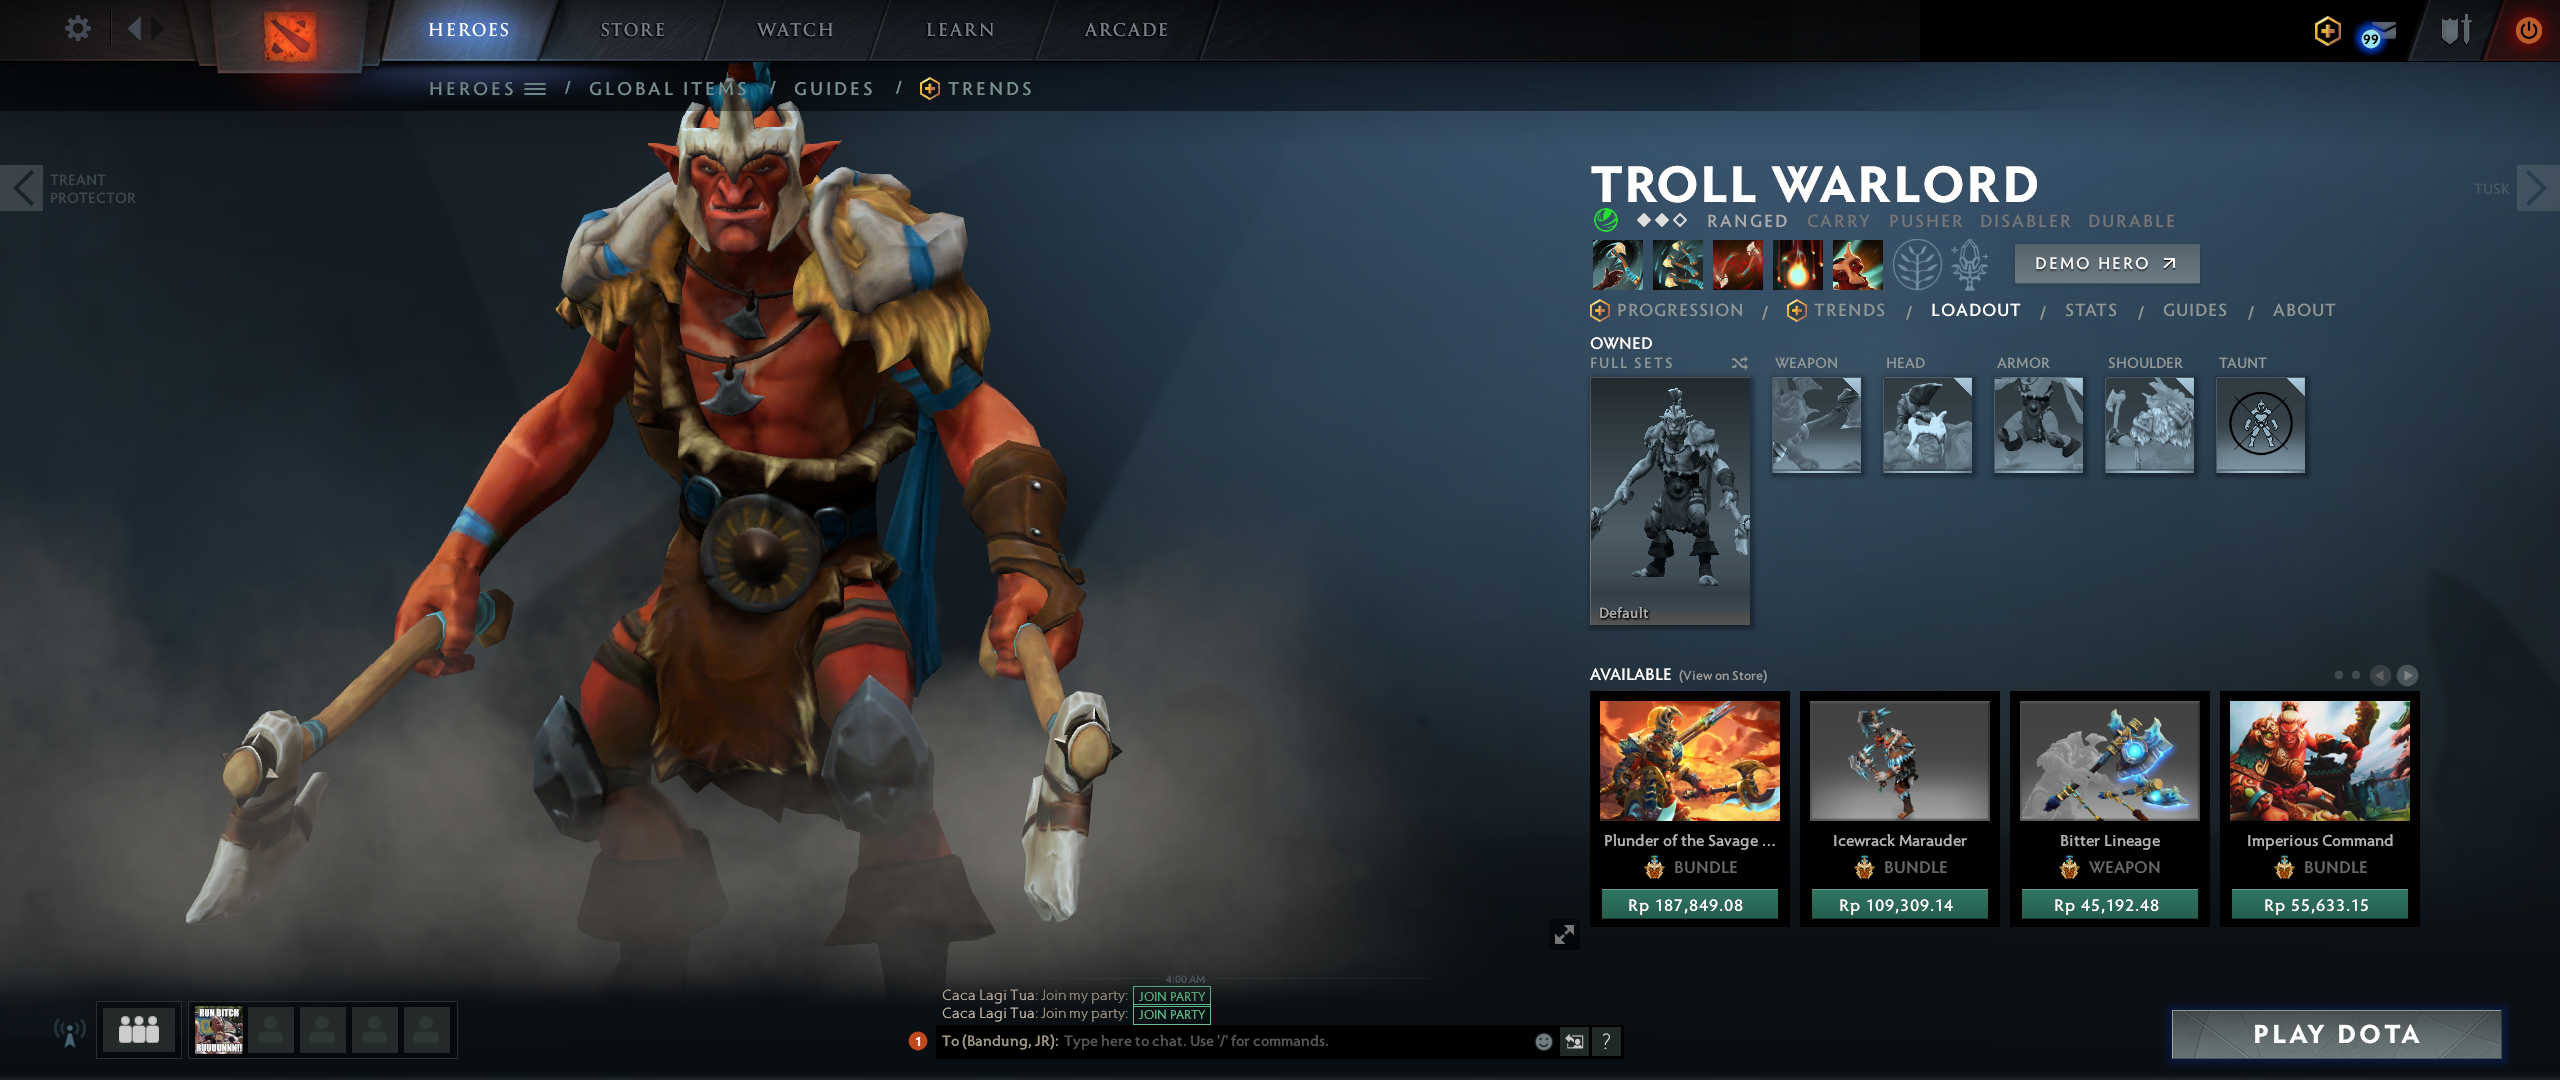 HEROES
STORE
WATCH
LEARN
ARCADE
99
HEROES / GLOBAL ITEMS / GUIDES / TRENDS
TREANT
PROTECTOR
TUSK
TROLL WARLORD
RANGED CARRY PUSHER DISABLER DURABLE
DEMO HERO
PROGRESSION / TRENDS / LOADOUT / STATS / GUIDES / ABOUT
OWNED
FULL SETS
WEAPON
HEAD
ARMOR
SHOULDER
TAUNT
Default
AVAILABLE (View on Store)
Plunder of the Savage ...
BUNDLE
Rp 187,849.08
Icewrack Marauder
BUNDLE
Rp 109,309.14
Bitter Lineage
WEAPON
Rp 45,192.48
Imperious Command
BUNDLE
Rp 55,633.15
4:00 AM
Caca Lagi Tua: Join my party: JOIN PARTY
Caca Lagi Tua: Join my party: JOIN PARTY
1
To (Bandung, JR): Type here to chat. Use '/' for commands.
?
RUN BITCH
RUUUUNNN!!
PLAY DOTA